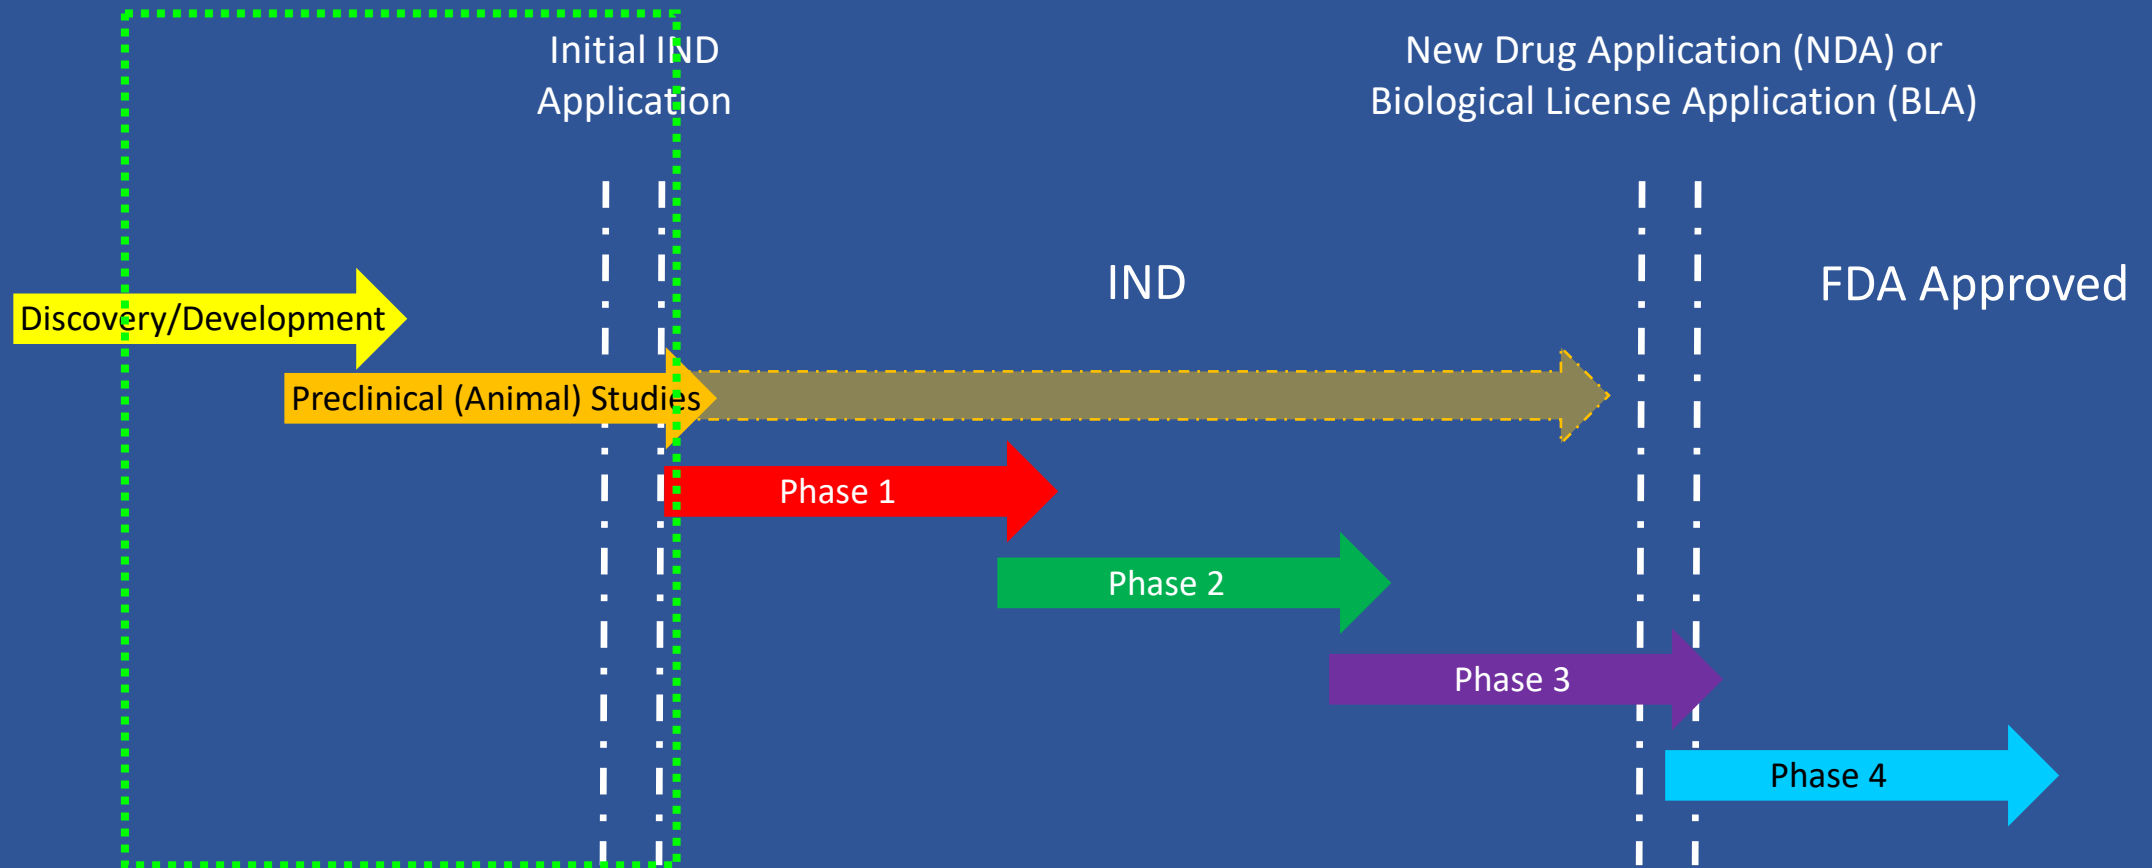 Initial IND
Application
New Drug Application (NDA) or
Biological License Application (BLA)
IND
FDA Approved
Discovery/Development
Preclinical (Animal) Studies
Phase 1
Phase 2
Phase 3
Phase 4